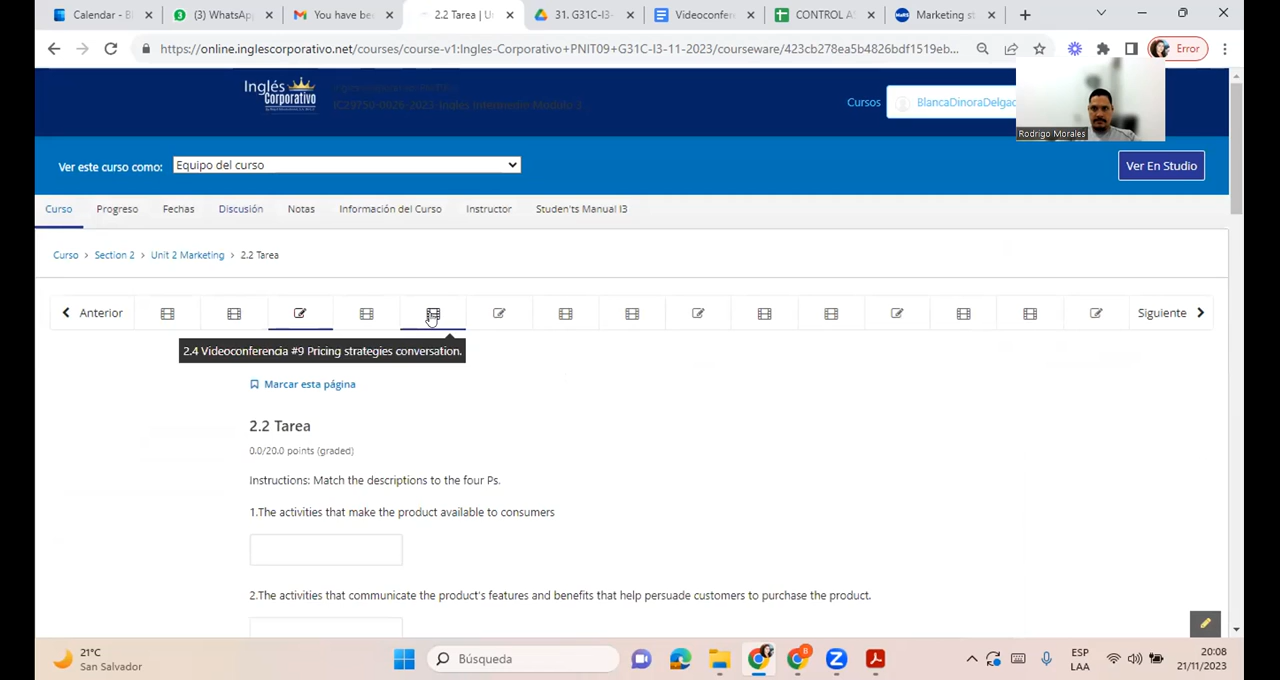 Calendar - B
(3) WhatsAp
You have be
2.2 Tarea | U
31. G31C-I3-
Videoconfer
CONTROL A
Marketing st
https://online.inglescorporativo.net/courses/course-v1:Ingles-Corporativo+PNIT09+G31C-I3-11-2023/courseware/423cb278ea5b4826bdf1519eb...
Error
Inglés
Corporativo
Cursos
BlancaDinoraDelgad
Rodrigo Morales
Ver este curso como:
Equipo del curso
Ver En Studio
Curso
Progreso
Fechas
Discusión
Notas
Información del Curso
Instructor
Studen'ts Manual I3
Curso > Section 2 > Unit 2 Marketing > 2.2 Tarea
Anterior
Siguiente
2.4 Videoconferencia #9 Pricing strategies conversation.
Marcar esta página
2.2 Tarea
0.0/20.0 points (graded)
Instructions: Match the descriptions to the four Ps.
1.The activities that make the product available to consumers
2.The activities that communicate the product's features and benefits that help persuade customers to purchase the product.
21°C
San Salvador
Búsqueda
8
ESP
LAA
20:08
21/11/2023